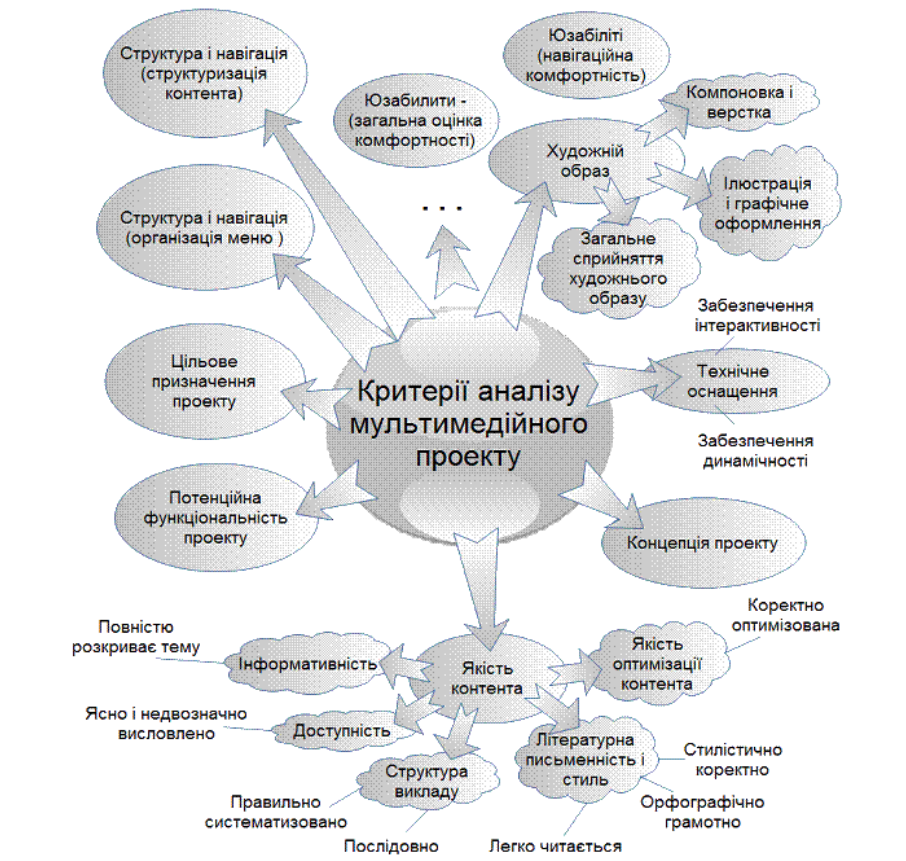 Структура і навігація
(структуризація
контента)
Юзабилити -
(загальна оцінка
комфортності)
Юзабіліті
(навігаційна
комфортність)
Компоновка і
верстка
Художній
образ
Ілюстрація
і графічне
оформлення
Загальне
сприйняття
художнього
образу
Структура і навігація
(організація меню )
. . .
Забезпечення
інтерактивності
Технічне
оснащення
Забезпечення
динамічності
Цільове
призначення
проекту
Критерії аналізу
мультимедійного
проекту
Потенційна
функціональність
проекту
Концепція проекту
Якість
контента
Повністю
розкриває тему
Інформативність
Ясно і недвозначно
висловлено
Доступність
Структура
викладу
Правильно
систематизовано
Послідовно
Коректно
оптимізована
Якість
оптимізації
контента
Літературна
письменність і
стиль
Стилістично
коректно
Орфографічно
грамотно
Легко читається